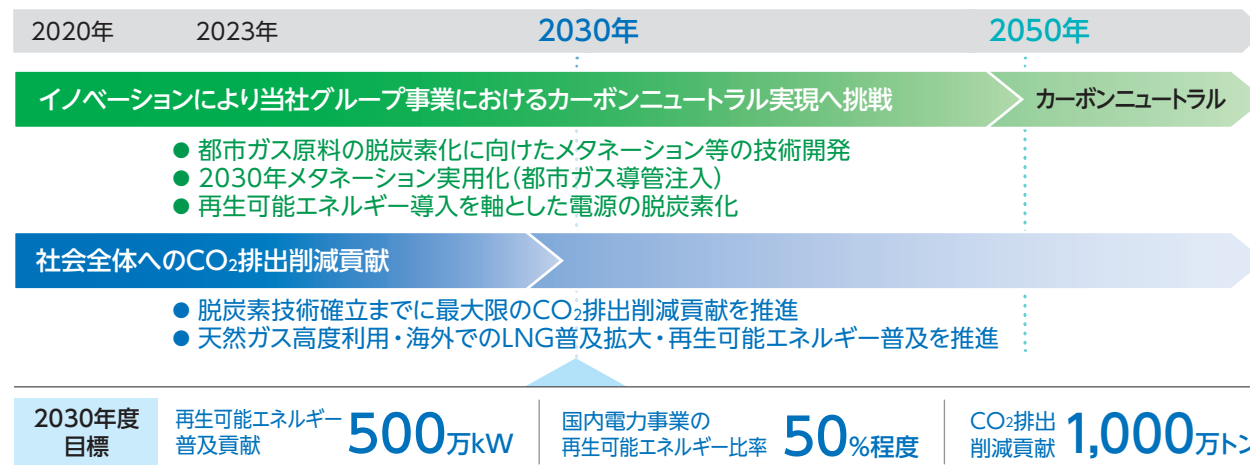 2020年 2023年 2030年 2050年
イノベーションにより当社グループ事業におけるカーボンニュートラル実現へ挑戦 カーボンニュートラル
● 都市ガス原料の脱炭素化に向けたメタネーション等の技術開発
● 2030年メタネーション実用化（都市ガス導管注入）
● 再生可能エネルギー導入を軸とした電源の脱炭素化
社会全体へのCO₂排出削減貢献
● 脱炭素技術確立までに最大限のCO₂排出削減貢献を推進
● 天然ガス高度利用・海外でのLNG普及拡大・再生可能エネルギー普及を推進
2030年度
目標
再生可能エネルギー
普及貢献
500万kW
国内電力事業の
再生可能エネルギー比率
50%程度
CO₂排出
削減貢献
1,000万トン